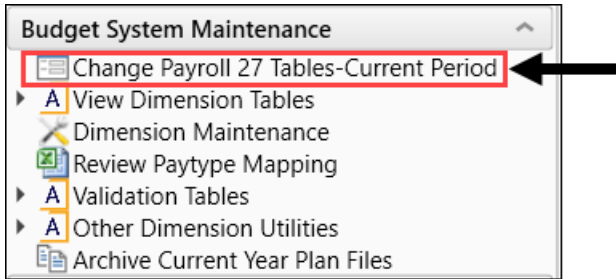 Budget System Maintenance
Change Payroll 27 Tables-Current Period
A View Dimension Tables
Dimension Maintenance
Review Paytype Mapping
A Validation Tables
A Other Dimension Utilities
Archive Current Year Plan Files